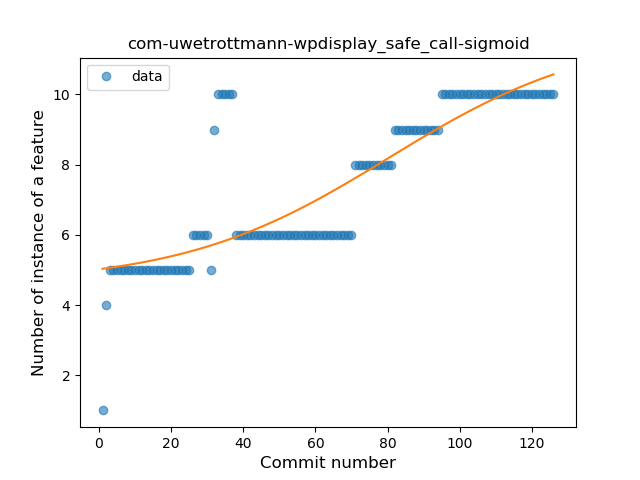 com-uwetrottmann-wpdisplay_safe_call-sigmoid
data
Number of instance of a feature
10
8
6
4
2
0 20 40 60 80 100 120
Commit number